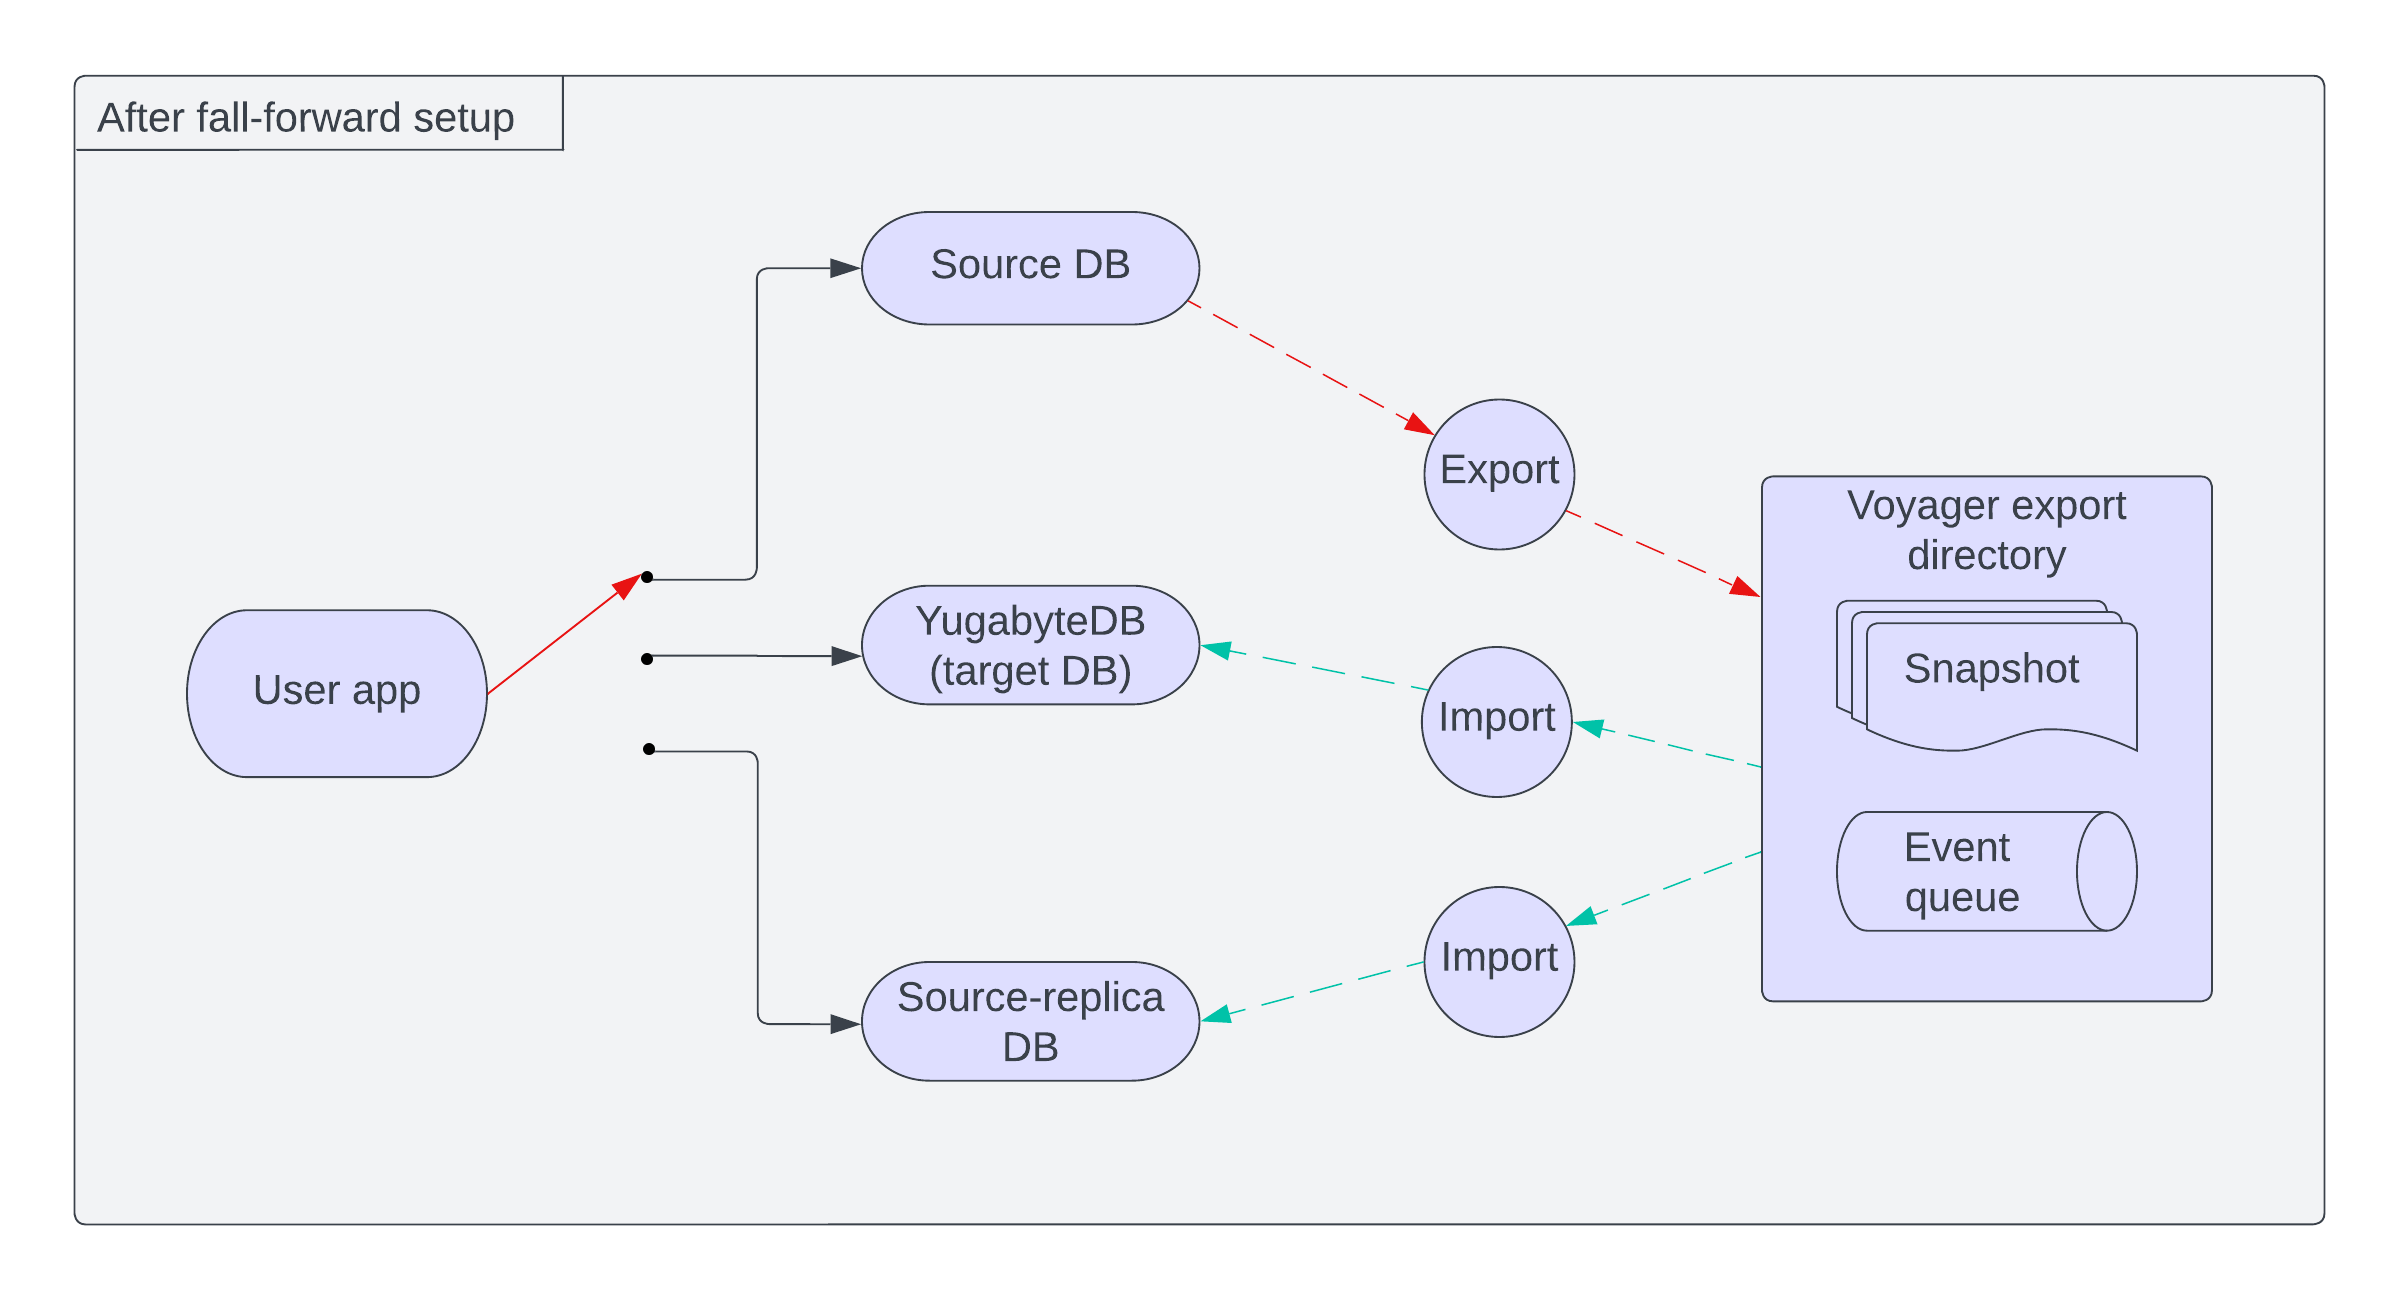 After fall-forward setup
Source DB
Export
Voyager export
directory
Snapshot
YugabyteDB
(target DB)
User app
Import
Event
queue
Import
Source-replica
DB